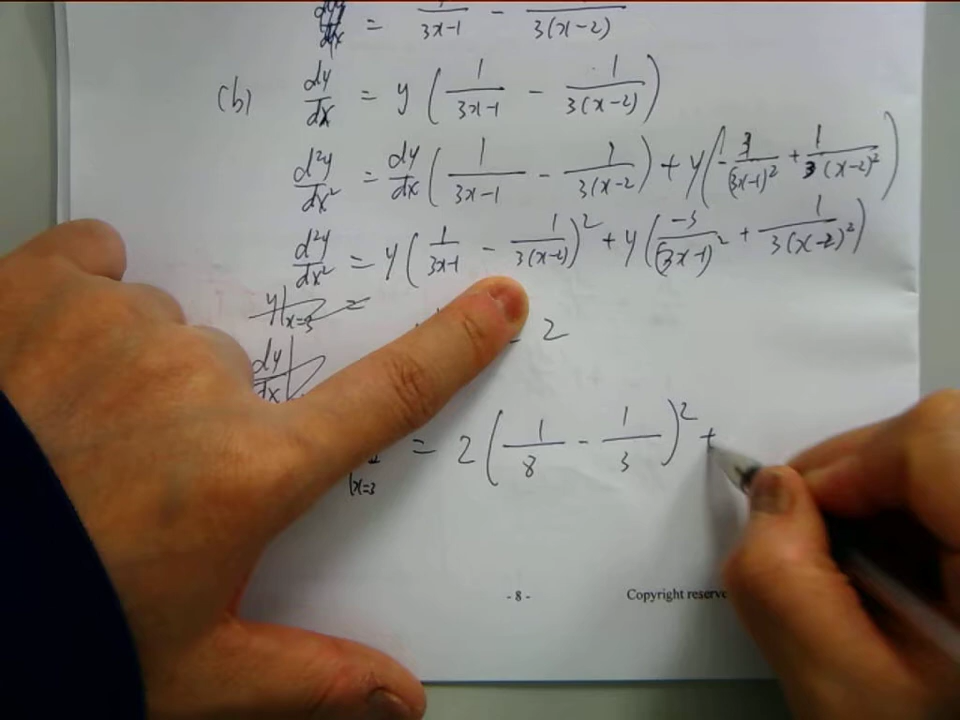 dy/dx = 1/(3x-1) - 1/(3(x-2))
(b) dy/dx = y(1/(3x-1) - 1/(3(x-2)))
d²y/dx² = dy/dx(1/(3x-1) - 1/(3(x-2)) + y(-3/(3x-1)² + 1/(3(x-2)²))
d²y/dx² = y(1/(3x-1) - 1/(3(x-2)))² + y(-3/(3x-1)² + 1/(3(x-2)²))
y|x=3 =
2
dy/dx|
|x=3 = 2(1/8 - 1/3)² +
- 8 - Copyright